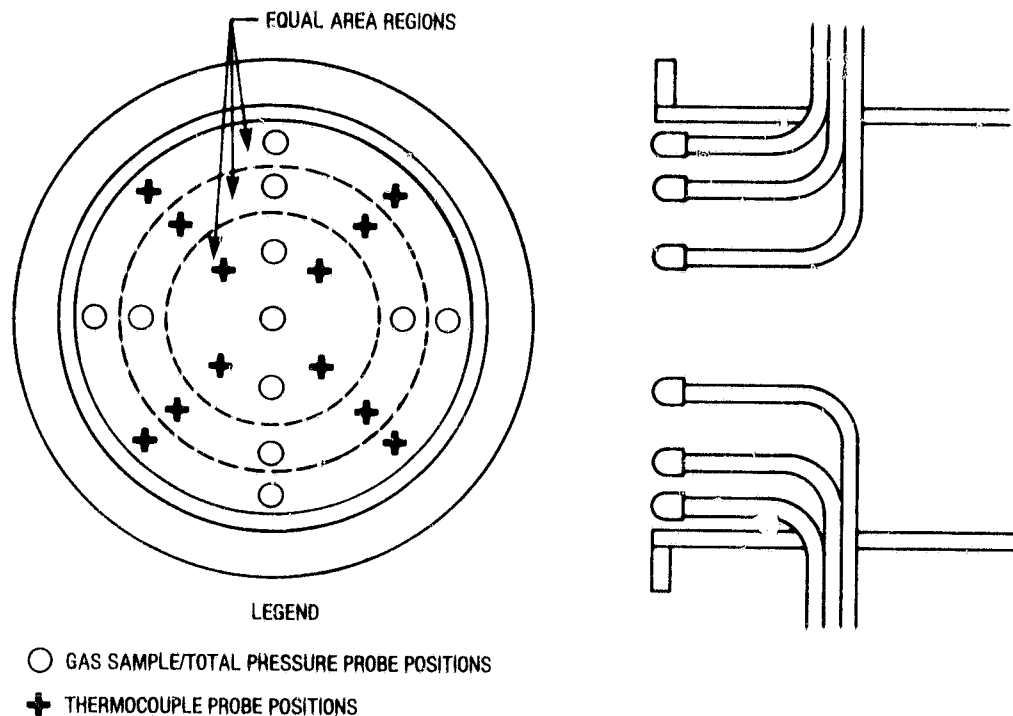 EQUAL AREA REGIONS
LEGEND
GAS SAMPLE/TOTAL PRESSURE PROBE POSITIONS
THERMOCOUPLE PROBE POSITIONS